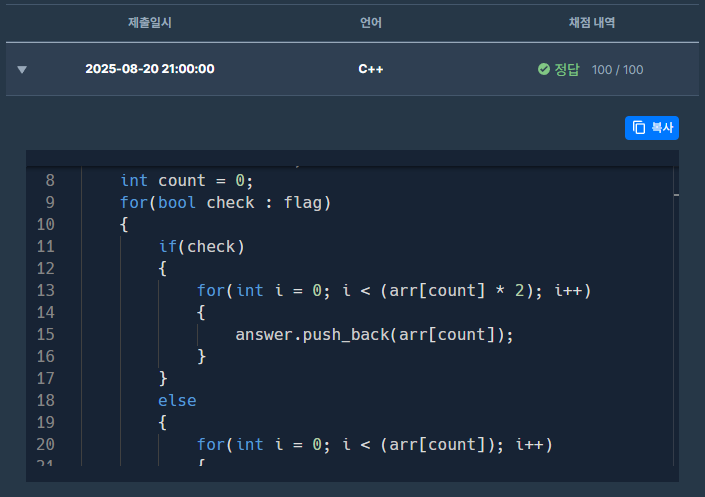 제출일시 언어 채점 내역
2025-08-20 21:00:00 C++ 정답 100 / 100
복사
8 int count = 0;
9 for(bool check : flag)
10 {
11 if(check)
12 {
13 for(int i = 0; i < (arr[count] * 2); i++)
14 {
15 answer.push_back(arr[count]);
16 }
17 }
18 else
19 {
20 for(int i = 0; i < (arr[count]); i++)
21 {